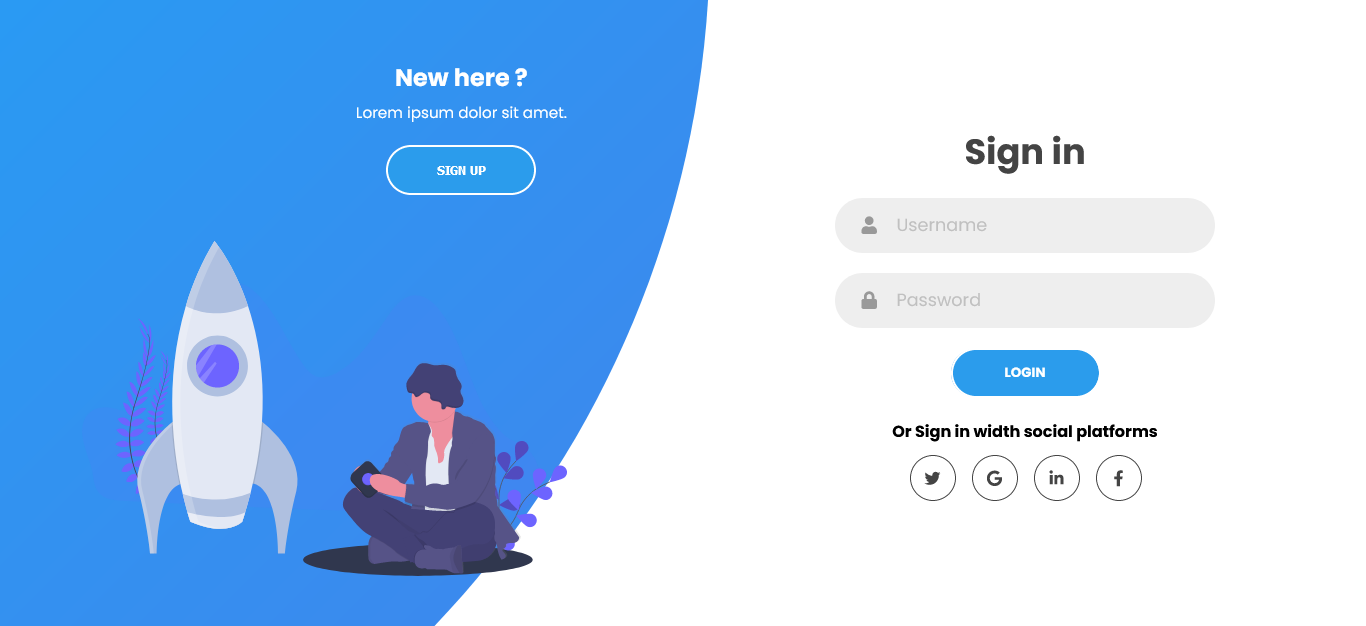 New here ?
Lorem ipsum dolor sit amet.
SIGN UP
Sign in
Username
Password
LOGIN
Or Sign in width social platforms